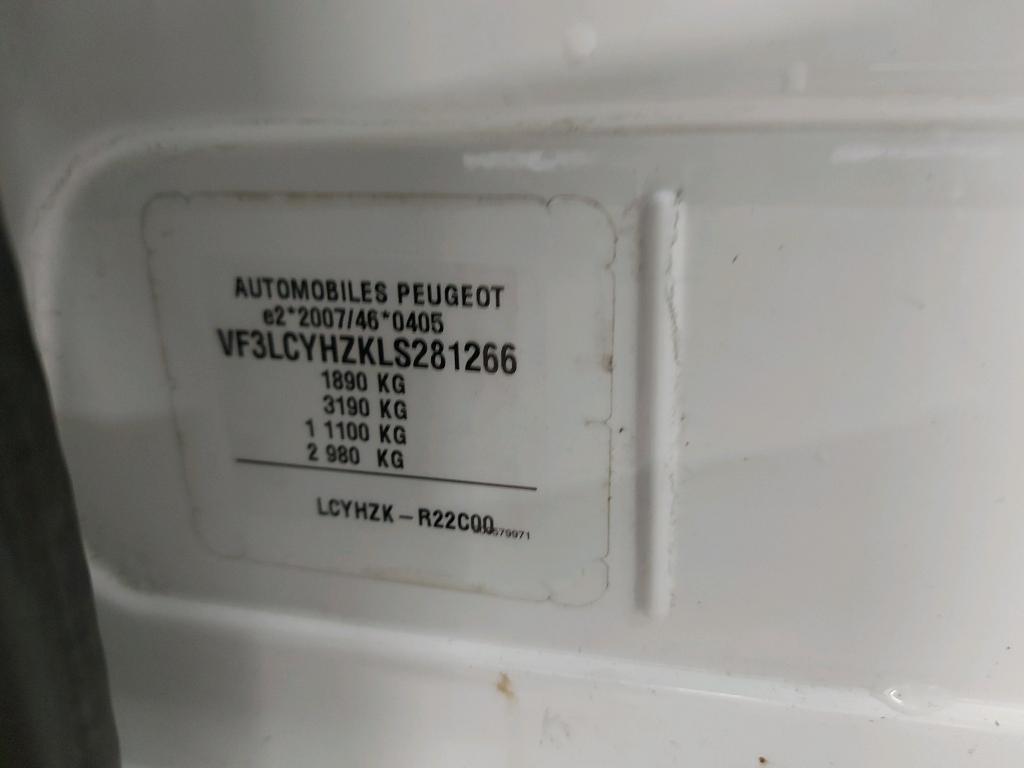 AUTOMOBILES PEUGEOT
e2*2007/46*0405
VF3LCYHZKLS281266
1890 KG
3190 KG
1 1100 KG
2 980 KG
LCYHZK – R22C00